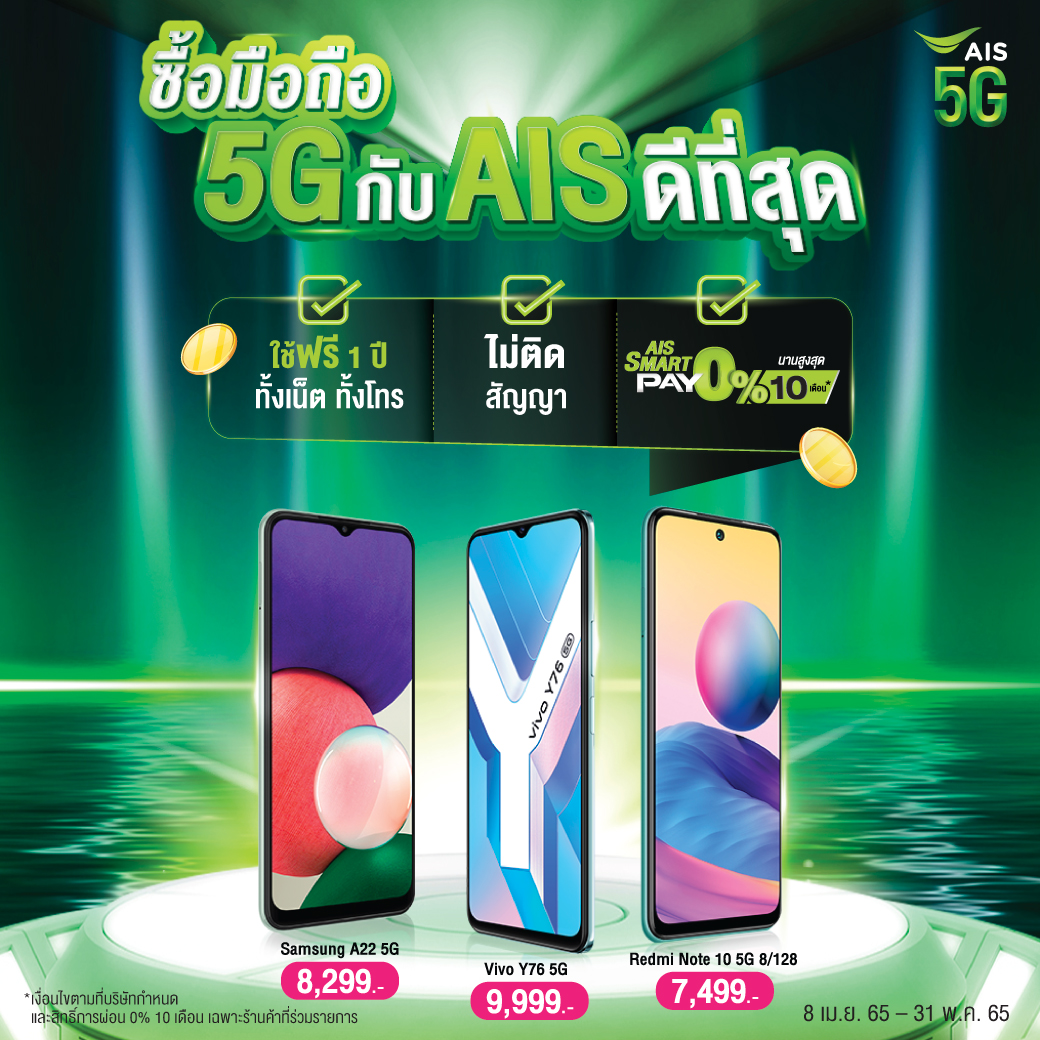 ซื้อมือถือ
5G กับ AIS ดีที่สุด
AIS
5G
ใช้ฟรี 1 ปี
ทั้งเน็ต ทั้งโทร
ไม่ติด
สัญญา
AIS
SMART
PAY 0%
นานสูงสุด
10 เดือน*
vivo Y76 5G
Samsung A22 5G
8,299.-
Vivo Y76 5G
9,999.-
Redmi Note 10 5G 8/128
7,499.-
*เงื่อนไขตามที่บริษัทกำหนด
และสิทธิ์การผ่อน 0% 10 เดือน เฉพาะร้านค้าที่ร่วมรายการ
8 เม.ย. 65 – 31 พ.ค. 65